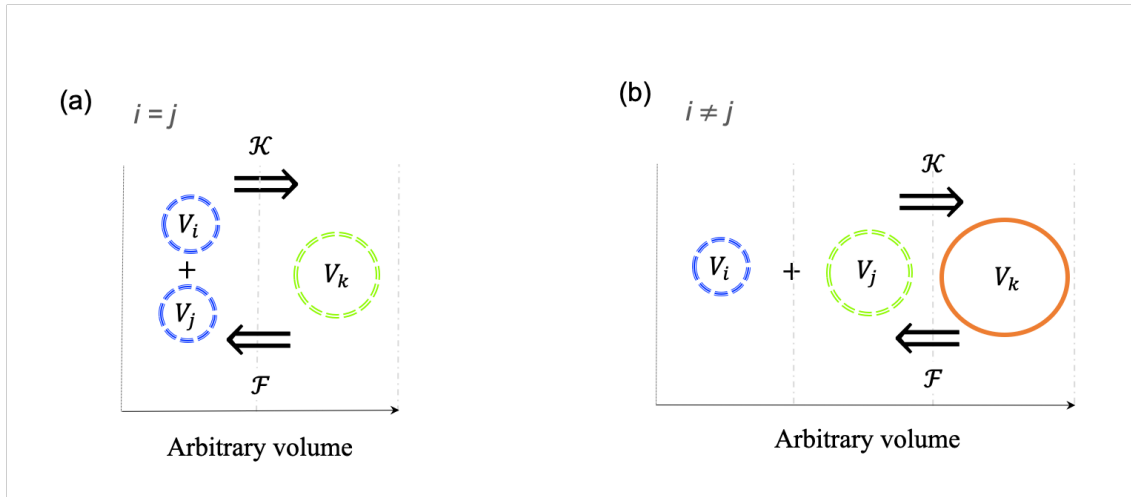 (a)
i = j
𝒦
V_i
+
V_j
V_k
ℱ
Arbitrary volume
(b)
i ≠ j
𝒦
V_i + V_j V_k
ℱ
Arbitrary volume